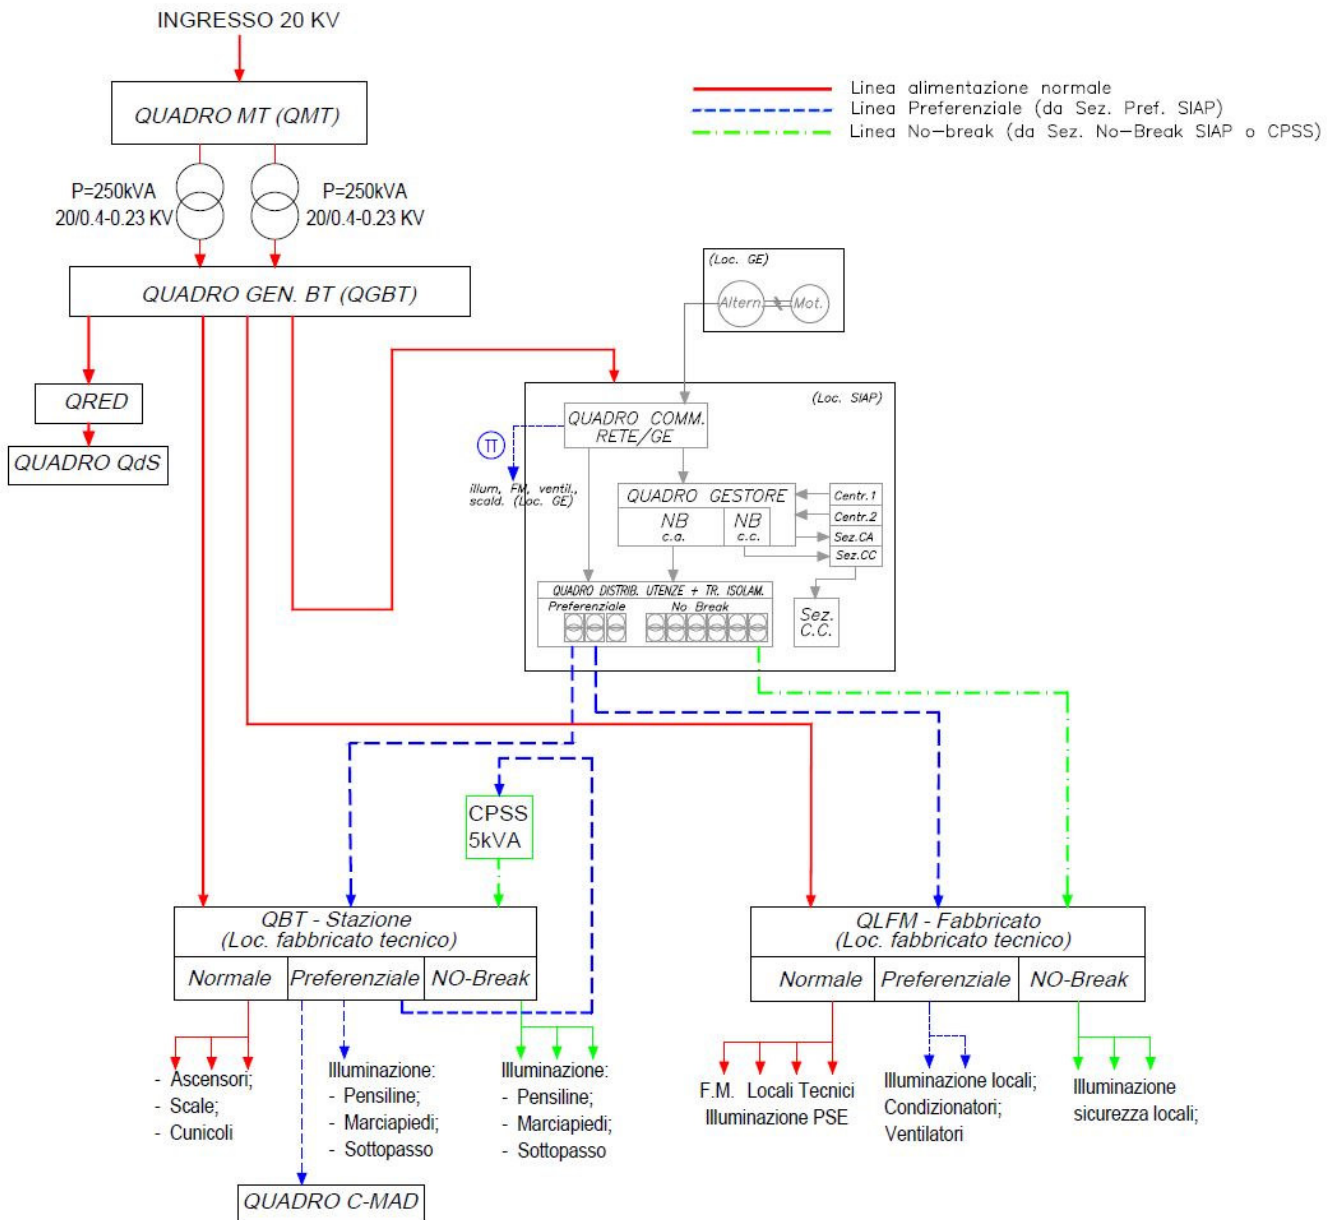 INGRESSO 20 KV
QUADRO MT (QMT)
Linea alimentazione normale
Linea Preferenziale (da Sez. Pref. SIAP)
Linea No-break (da Sez. No-Break SIAP o CPSS)
P=250kVA
20/0.4-0.23 KV
P=250kVA
20/0.4-0.23 KV
QUADRO GEN. BT (QGBT)
(Loc. GE)
Altern.
Mot.
QRED
QUADRO QdS
(Loc. SIAP)
QUADRO COMM.
RETE/GE
π
illum, FM, ventil.,
scald. (Loc. GE)
QUADRO GESTORE
NB
c.a.
NB
c.c.
Centr.1
Centr.2
Sez.CA
Sez.CC
QUADRO DISTRIB. UTENZE + TR. ISOLAM.
Preferenziale
No Break
Sez.
C.C.
CPSS
5kVA
QBT - Stazione
(Loc. fabbricato tecnico)
Normale
Preferenziale
NO-Break
QLFM - Fabbricato
(Loc. fabbricato tecnico)
Normale
Preferenziale
NO-Break
- Ascensori;
- Scale;
- Cunicoli
Illuminazione:
- Pensiline;
- Marciapiedi;
- Sottopasso
Illuminazione:
- Pensiline;
- Marciapiedi;
- Sottopasso
F.M. Locali Tecnici
Illuminazione PSE
Illuminazione locali;
Condizionatori;
Ventilatori
Illuminazione
sicurezza locali;
QUADRO C-MAD